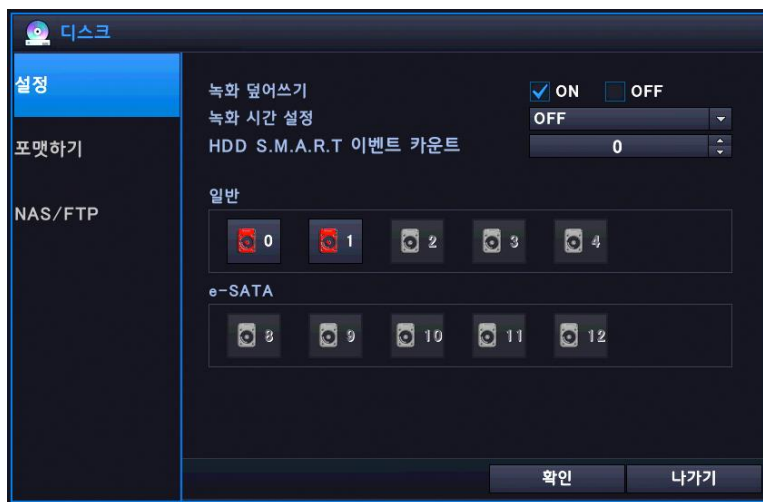 디스크
설정
포맷하기
NAS/FTP
녹화 덮어쓰기 ON OFF
녹화 시간 설정 OFF
HDD S.M.A.R.T 이벤트 카운트 0
일반
0 1 2 3 4
e-SATA
8 9 10 11 12
확인 나가기